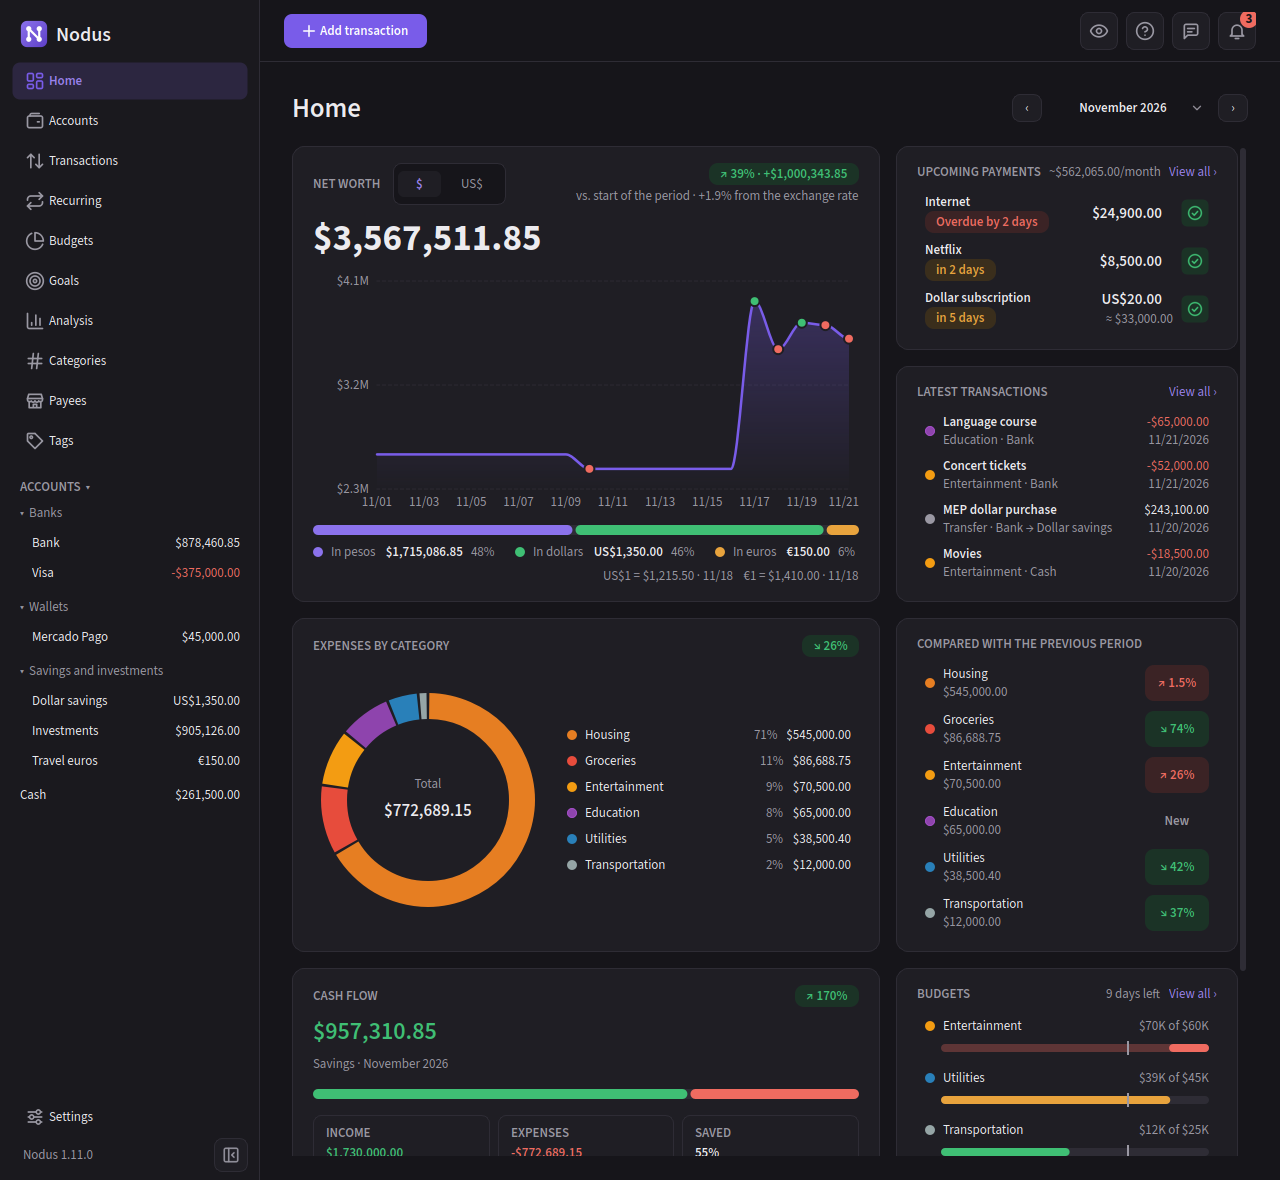 Nodus
Home
Accounts
Transactions
Recurring
Budgets
Goals
Analysis
Categories
Payees
Tags
ACCOUNTS ▾
▾ Banks
Bank $878,460.85
Visa -$375,000.00
▾ Wallets
Mercado Pago $45,000.00
▾ Savings and investments
Dollar savings US$1,350.00
Investments $905,126.00
Travel euros €150.00
Cash $261,500.00
Settings
Nodus 1.11.0
+ Add transaction
3
Home
‹ November 2026 ›
NET WORTH $ US$
↗ 39% · +$1,000,343.85
vs. start of the period · +1.9% from the exchange rate
$3,567,511.85
$4.1M
$3.2M
$2.3M
11/01 11/03 11/05 11/07 11/09 11/11 11/13 11/15 11/17 11/19 11/21
In pesos $1,715,086.85 48% In dollars US$1,350.00 46% In euros €150.00 6%
US$1 = $1,215.50 · 11/18 €1 = $1,410.00 · 11/18
UPCOMING PAYMENTS ~$562,065.00/month View all ›
Internet
Overdue by 2 days
$24,900.00
Netflix
in 2 days
$8,500.00
Dollar subscription
in 5 days
US$20.00
≈ $33,000.00
LATEST TRANSACTIONS View all ›
Language course -$65,000.00
Education · Bank 11/21/2026
Concert tickets -$52,000.00
Entertainment · Bank 11/21/2026
MEP dollar purchase $243,100.00
Transfer · Bank → Dollar savings 11/20/2026
Movies -$18,500.00
Entertainment · Cash 11/20/2026
EXPENSES BY CATEGORY ↘ 26%
Total
$772,689.15
Housing 71% $545,000.00
Groceries 11% $86,688.75
Entertainment 9% $70,500.00
Education 8% $65,000.00
Utilities 5% $38,500.40
Transportation 2% $12,000.00
COMPARED WITH THE PREVIOUS PERIOD
Housing
$545,000.00
↗ 1.5%
Groceries
$86,688.75
↘ 74%
Entertainment
$70,500.00
↗ 26%
Education
$65,000.00
New
Utilities
$38,500.40
↘ 42%
Transportation
$12,000.00
↘ 37%
CASH FLOW ↗ 170%
$957,310.85
Savings · November 2026
INCOME
$1,730,000.00
EXPENSES
-$772,689.15
SAVED
55%
BUDGETS 9 days left View all ›
Entertainment $70K of $60K
Utilities $39K of $45K
Transportation $12K of $25K